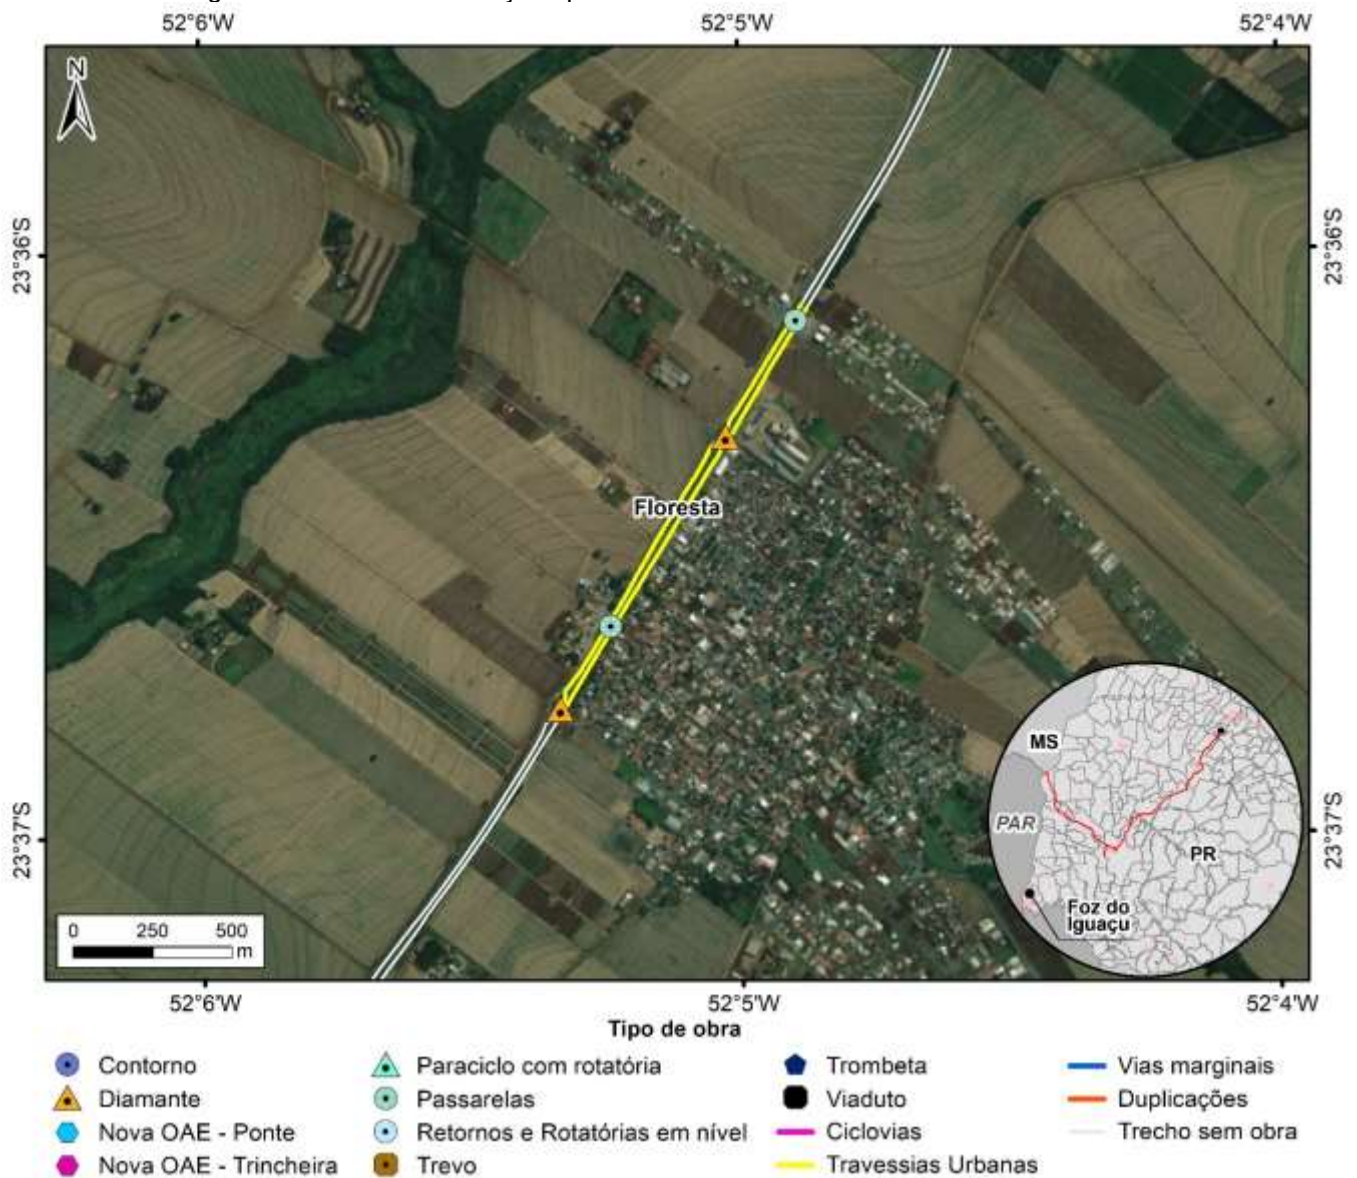 52°6'W 52°5'W 52°4'W
N
23°36'S 23°36'S
Floresta
MS
PAR
PR
23°37'S 23°37'S
Foz do
Iguaçu
0 250 500
m
52°6'W 52°5'W 52°4'W
Tipo de obra
Contorno
Diamante
Nova OAE - Ponte
Nova OAE - Trincheira
Paraciclo com rotatória
Passarelas
Retornos e Rotatórias em nível
Trevo
Trombeta
Viaduto
Ciclovias
Travessias Urbanas
Vias marginais
Duplicações
Trecho sem obra